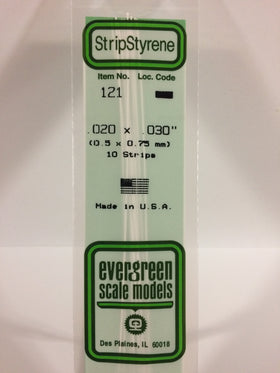 StripStyrene
Item No. Loc. Code
121
.020 x .030"
(0.5 x 0.75 mm)
10 Strips
Made in U.S.A.
evergreen
scale models
Des Plaines, IL 60018